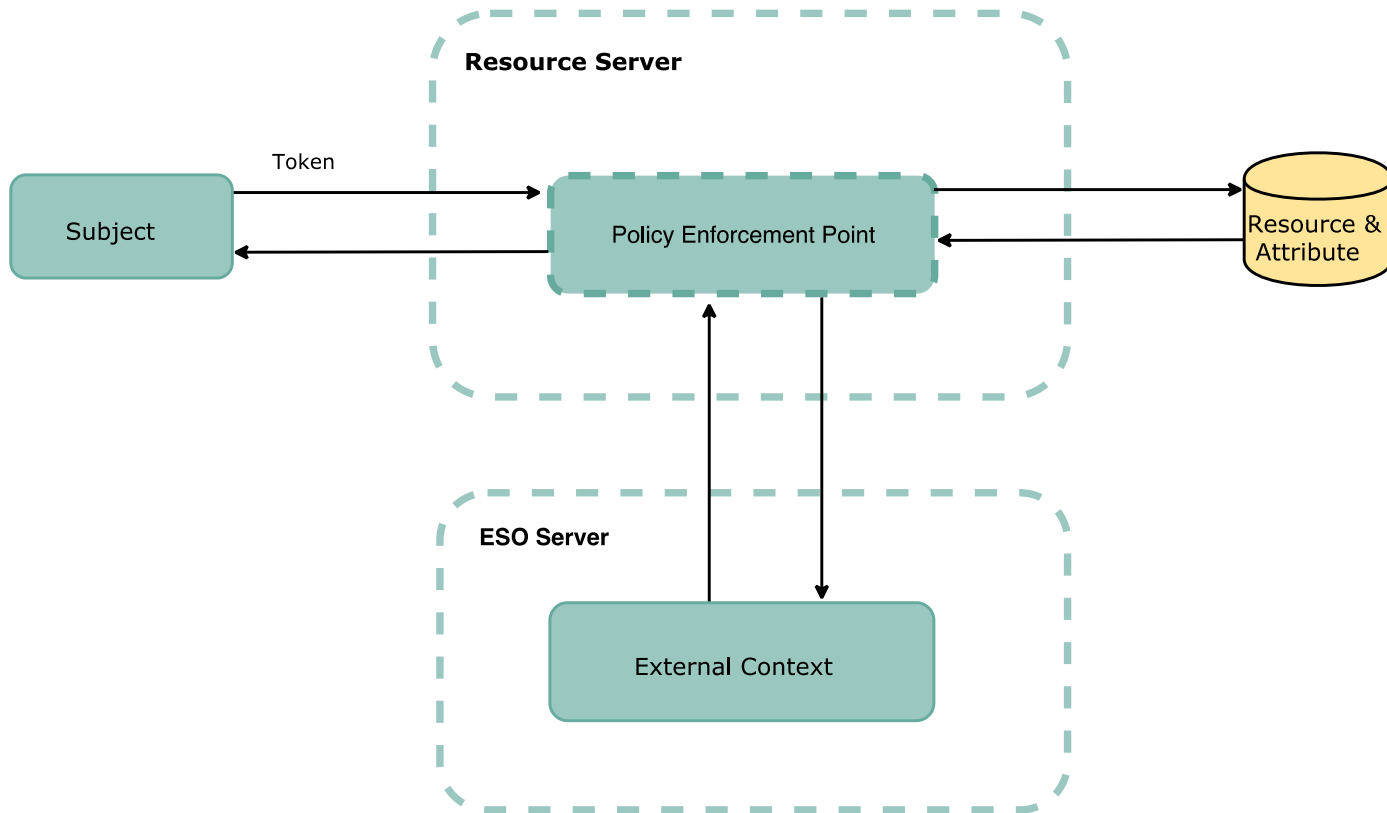 Resource Server
Token
Subject
Policy Enforcement Point
Resource &
Attribute
ESO Server
External Context